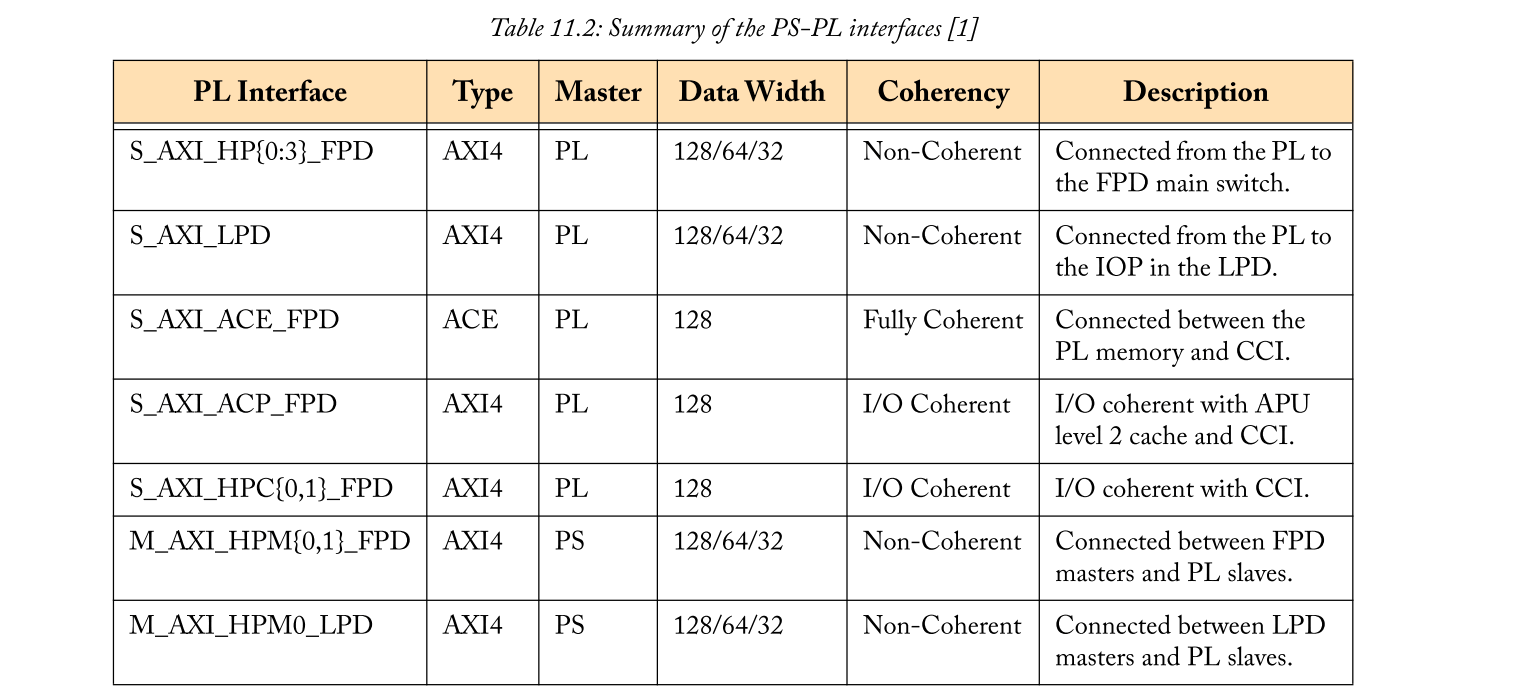 Table 11.2: Summary of the PS-PL interfaces [1]
PL Interface Type Master Data Width Coherency Description
S_AXI_HP{0:3}_FPD AXI4 PL 128/64/32 Non-Coherent Connected from the PL to
the FPD main switch.
S_AXI_LPD AXI4 PL 128/64/32 Non-Coherent Connected from the PL to
the IOP in the LPD.
S_AXI_ACE_FPD ACE PL 128 Fully Coherent Connected between the
PL memory and CCI.
S_AXI_ACP_FPD AXI4 PL 128 I/O Coherent I/O coherent with APU
level 2 cache and CCI.
S_AXI_HPC{0,1}_FPD AXI4 PL 128 I/O Coherent I/O coherent with CCI.
M_AXI_HPM{0,1}_FPD AXI4 PS 128/64/32 Non-Coherent Connected between FPD
masters and PL slaves.
M_AXI_HPM0_LPD AXI4 PS 128/64/32 Non-Coherent Connected between LPD
masters and PL slaves.